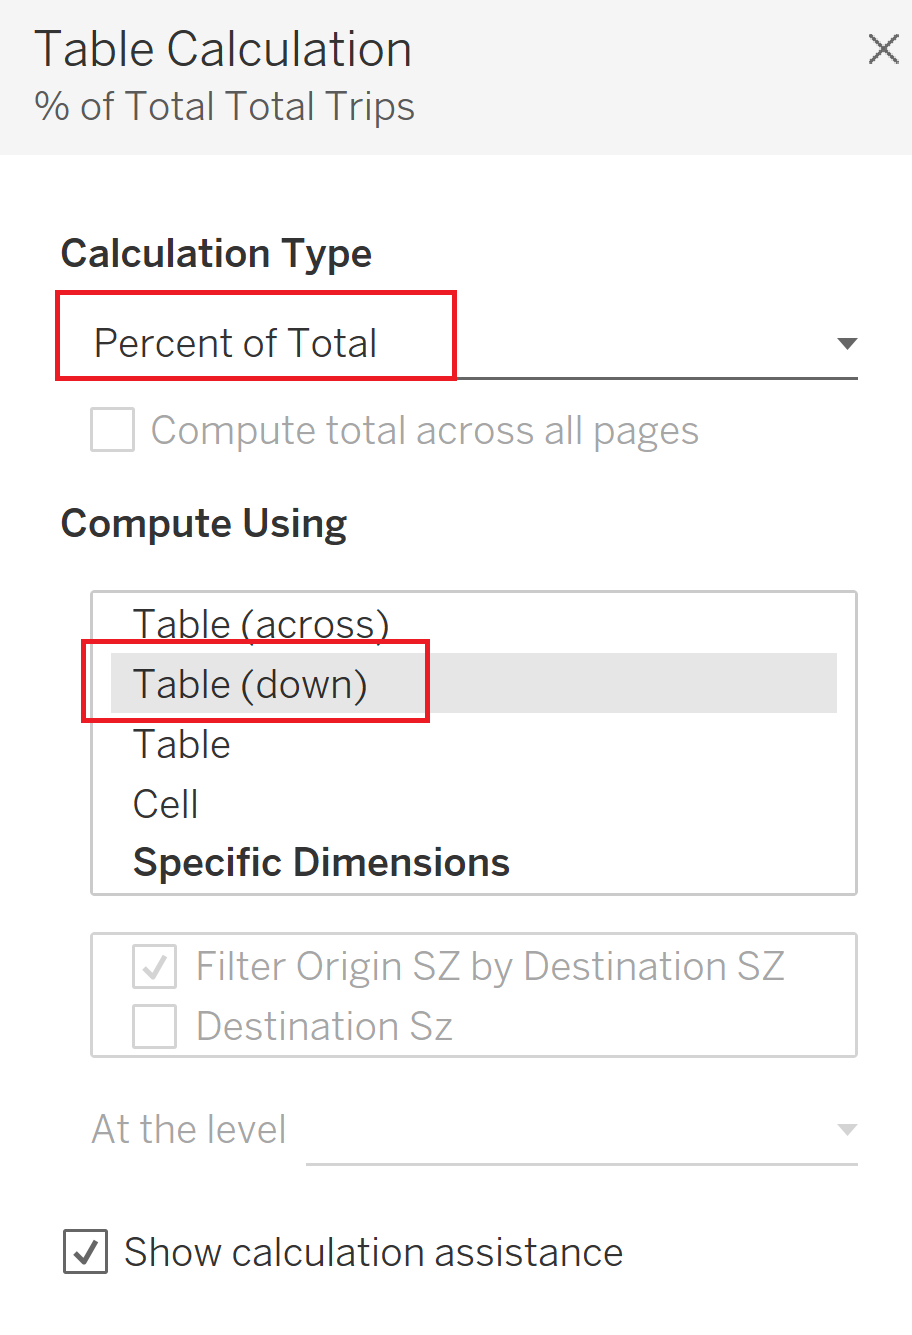 Table Calculation
% of Total Total Trips
Calculation Type
Percent of Total
Compute total across all pages
Compute Using
Table (across)
Table (down)
Table
Cell
Specific Dimensions
Filter Origin SZ by Destination SZ
Destination Sz
At the level
Show calculation assistance